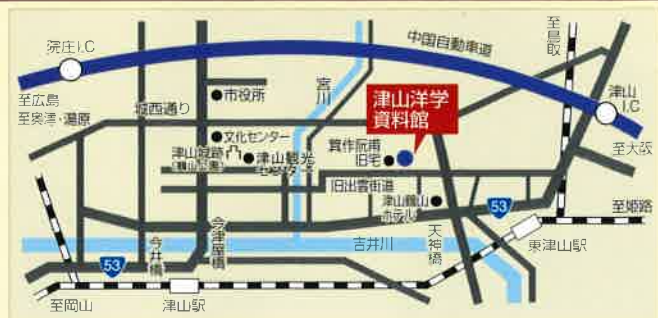 院庄I.C
中国自動車道
至鳥取
津山
I.C
至広島
至奥津・湯原
城西通り
市役所
宮川
津山洋学
資料館
文化センター
津山城跡
(鶴山公園)
津山観光
センター
箕作阮甫
旧宅
至大阪
旧出雲街道
津山鶴山
ホテル
53
至姫路
今井橋
今津屋橋
吉井川
天神橋
東津山駅
53
至岡山
津山駅